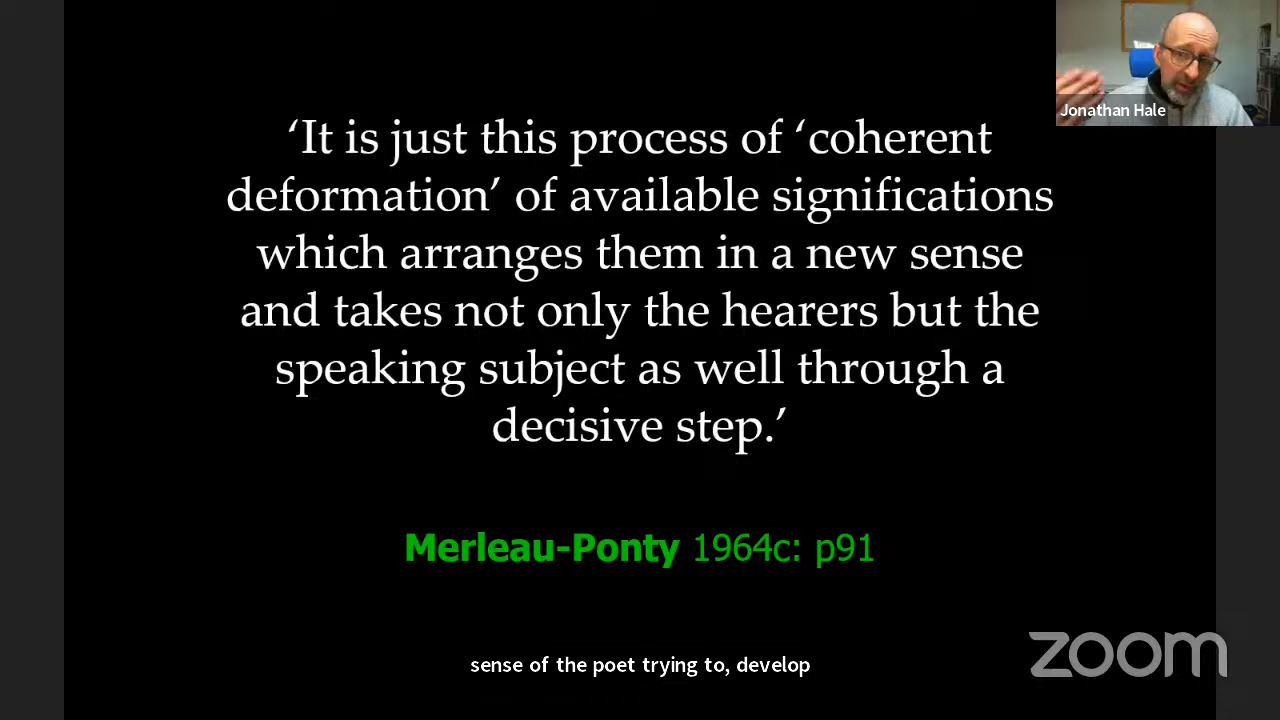 Jonathan Hale
‘It is just this process of ‘coherent
deformation’ of available significations
which arranges them in a new sense
and takes not only the hearers but the
speaking subject as well through a
decisive step.’
Merleau-Ponty 1964c: p91
zoom
sense of the poet trying to, develop